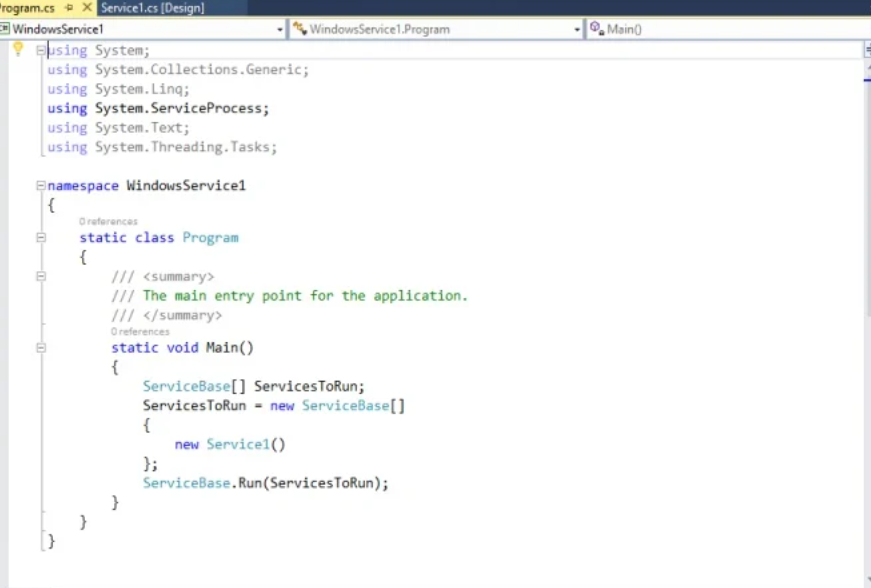 Program.cs Service1.cs [Design]
WindowsService1 WindowsService1.Program Main()
using System;
using System.Collections.Generic;
using System.Linq;
using System.ServiceProcess;
using System.Text;
using System.Threading.Tasks;
namespace WindowsService1
{
0 references
static class Program
{
/// <summary>
/// The main entry point for the application.
/// </summary>
0 references
static void Main()
{
ServiceBase[] ServicesToRun;
ServicesToRun = new ServiceBase[]
{
new Service1()
};
ServiceBase.Run(ServicesToRun);
}
}
}